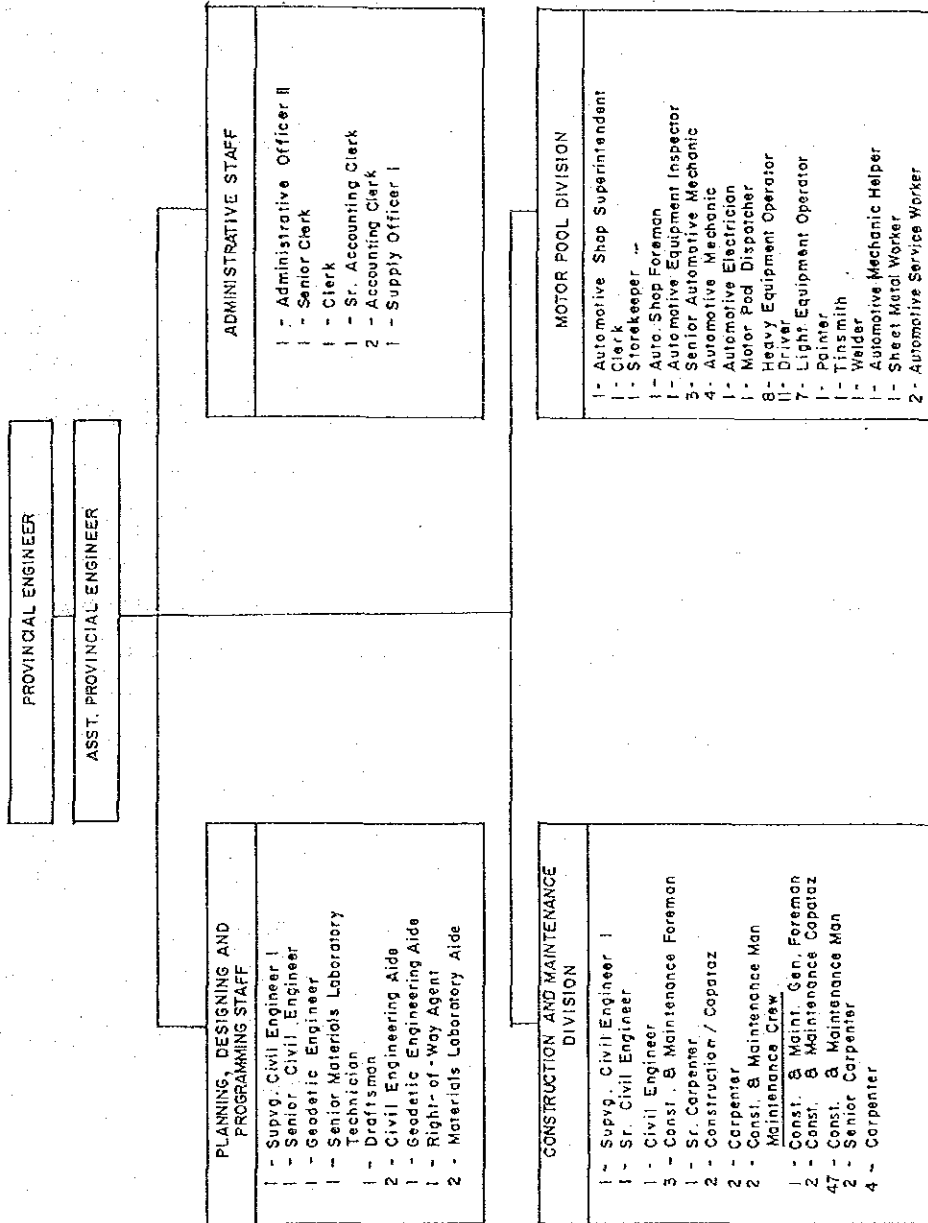 PROVINCIAL ENGINEER
ASST. PROVINCIAL ENGINEER
PLANNING, DESIGNING AND
PROGRAMMING STAFF
1 - Supvg. Civil Engineer I
1 - Senior Civil Engineer
1 - Geodetic Engineer
1 - Senior Materials Laboratory
Technician
1 - Draftsman
2 - Civil Engineering Aide
1 - Geodetic Engineering Aide
1 - Right-of-Way Agent
2 - Materials Laboratory Aide
ADMINISTRATIVE STAFF
1 - Administrative Officer II
1 - Senior Clerk
1 - Clerk
1 - Sr. Accounting Clerk
2 - Accounting Clerk
1 - Supply Officer I
CONSTRUCTION AND MAINTENANCE
DIVISION
1 - Supvg. Civil Engineer I
1 - Sr. Civil Engineer
1 - Civil Engineer
3 - Const. & Maintenance Foreman
1 - Sr. Carpenter
2 - Construction / Capataz
2 - Carpenter
2 - Const. & Maintenance Man
Maintenance Crew
1 - Const. & Maint. Gen. Foreman
2 - Const. & Maintenance Capataz
47 - Const. & Maintenance Man
2 - Senior Carpenter
4 - Carpenter
MOTOR POOL DIVISION
1 - Automotive Shop Superintendent
1 - Clerk
1 - Storekeeper
1 - Auto. Shop Foreman
1 - Automotive Equipment Inspector
3 - Senior Automotive Mechanic
4 - Automotive Mechanic
1 - Automotive Electrician
1 - Motor Pod Dispatcher
8 - Heavy Equipment Operator
11 - Driver
7 - Light Equipment Operator
1 - Painter
1 - Tinsmith
1 - Welder
1 - Automotive Mechanic Helper
1 - Sheet Metal Worker
2 - Automotive Service Worker